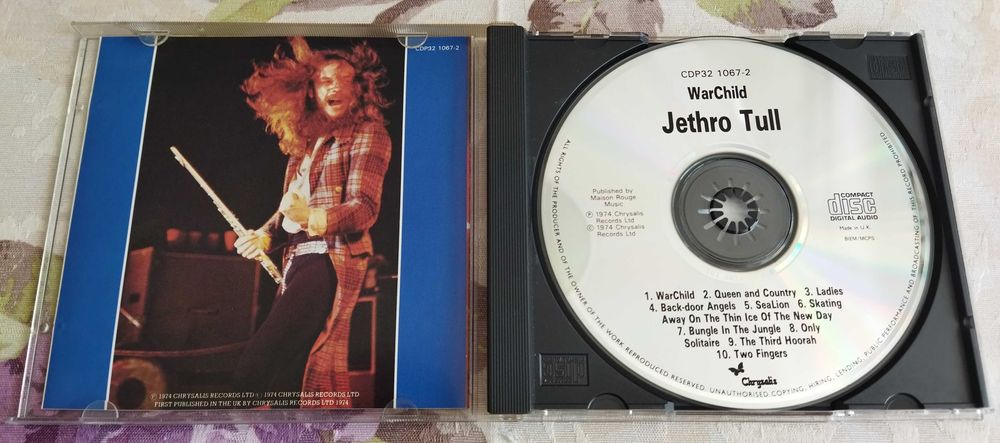 CDP32 1067-2
℗ 1974 CHRYSALIS RECORDS LTD © 1974 CHRYSALIS RECORDS LTD
FIRST PUBLISHED IN THE UK BY CHRYSALIS RECORDS LTD 1974
CDP32 1067-2
WarChild
Jethro Tull
Published by
Maison Rouge
Music
℗ 1974 Chrysalis
Records Ltd
© 1974 Chrysalis
Records Ltd
COMPACT
disc
DIGITAL AUDIO
Made in U.K.
BIEM/MCPS
1. WarChild 2. Queen and Country 3. Ladies
4. Back-door Angels 5. SeaLion 6. Skating
Away On The Thin Ice Of The New Day
7. Bungle In The Jungle 8. Only
Solitaire 9. The Third Hoorah
10. Two Fingers
Chrysalis
ALL RIGHTS OF THE PRODUCER AND OF THE OWNER OF THE WORK REPRODUCED RESERVED. UNAUTHORISED COPYING, HIRING, LENDING, PUBLIC PERFORMANCE AND BROADCASTING OF THIS RECORD PROHIBITED